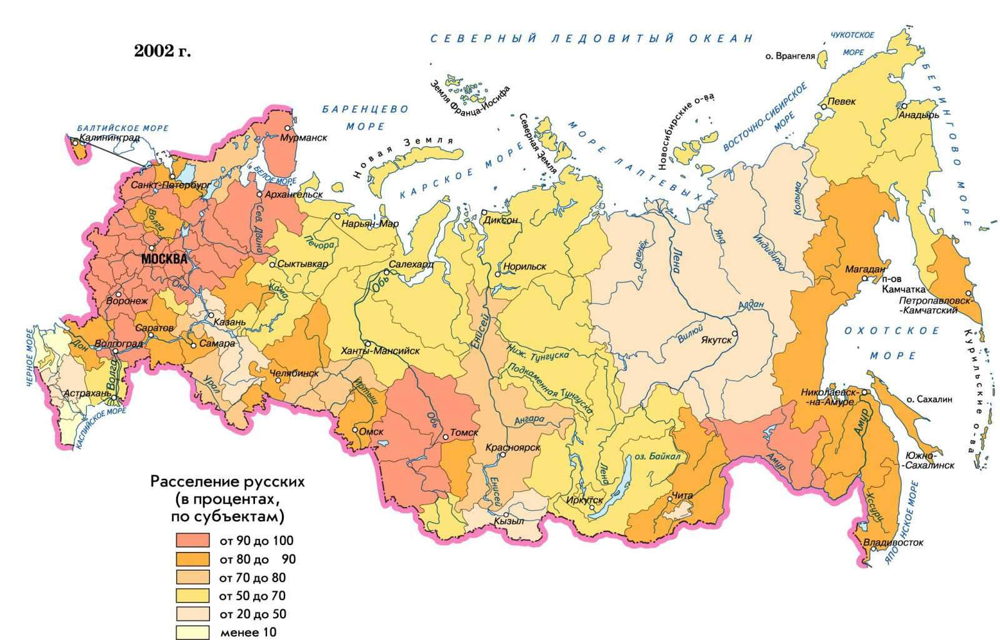 2002 г.
СЕВЕРНЫЙ ЛЕДОВИТЫЙ ОКЕАН
ЧУКОТСКОЕ
МОРЕ
о. Врангеля
БЕРИНГОВО МОРЕ
Земля Франца-Иосифа
БАРЕНЦЕВО
МОРЕ
Новосибирские о-ва
ВОСТОЧНО-СИБИРСКОЕ
МОРЕ
Певек
Анадырь
БАЛТИЙСКОЕ МОРЕ
Калининград
Мурманск
Новая Земля
Северная Земля
МОРЕ ЛАПТЕВЫХ
КАРСКОЕ МОРЕ
БЕЛОЕ МОРЕ
Санкт-Петербург
Архангельск
Колыма
Волга
Сев. Двина
Нарьян-Мар
Диксон
Печора
Оленёк
Лена
Яна
Индигирка
МОСКВА
Сыктывкар
Салехард
Норильск
Магадан
п-ов
Камчатка
Ока
Кама
Обь
Воронеж
Петропавловск-
-Камчатский
Алдан
Казань
Саратов
Енисей
Вилюй
Якутск
ОХОТСКОЕ
МОРЕ
Курильские о-ва
ЧЕРНОЕ МОРЕ
Дон
Волгоград
Самара
Ханты-Мансийск
Ниж. Тунгуска
Подкаменная Тунгуска
Волга
Урал
Челябинск
Иртыш
Астрахань
Николаевск-
-на-Амуре
о. Сахалин
КАСПИЙСКОЕ МОРЕ
Омск
Обь
Томск
Ангара
Амур
Красноярск
оз. Байкал
Лена
Амур
Южно-
-Сахалинск
Енисей
Иркутск
Чита
Кызыл
Уссури
Владивосток
ЯПОНСКОЕ МОРЕ
Расселение русских
(в процентах,
по субъектам)
от 90 до 100
от 80 до 90
от 70 до 80
от 50 до 70
от 20 до 50
менее 10